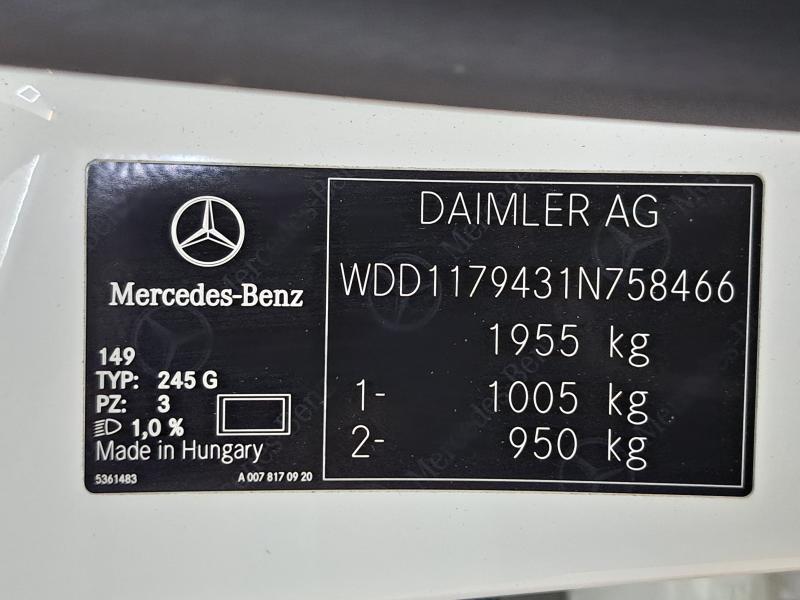 Mercedes-Benz
149
TYP: 245 G
PZ: 3
1,0 %
Made in Hungary
5361483
A 007 817 09 20
DAIMLER AG
WDD1179431N758466
1955 kg
1- 1005 kg
2- 950 kg